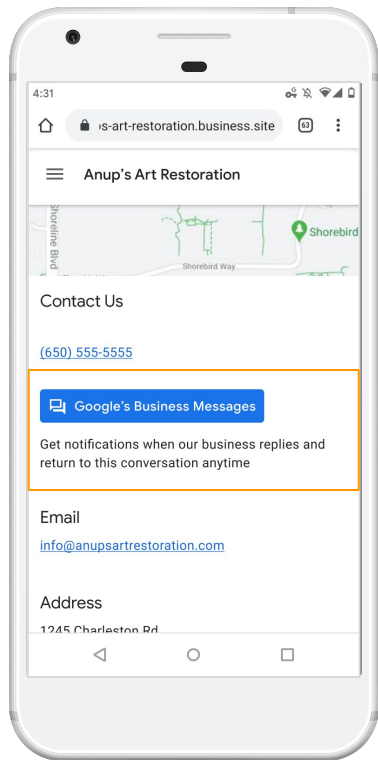 4:31
ɔs-art-restoration.business.site
63
Anup's Art Restoration
Shoreline Blvd
Shorebird
Shorebird Way
Contact Us
(650) 555-5555
Google's Business Messages
Get notifications when our business replies and
return to this conversation anytime
Email
info@anupsartrestoration.com
Address
1245 Charleston Rd